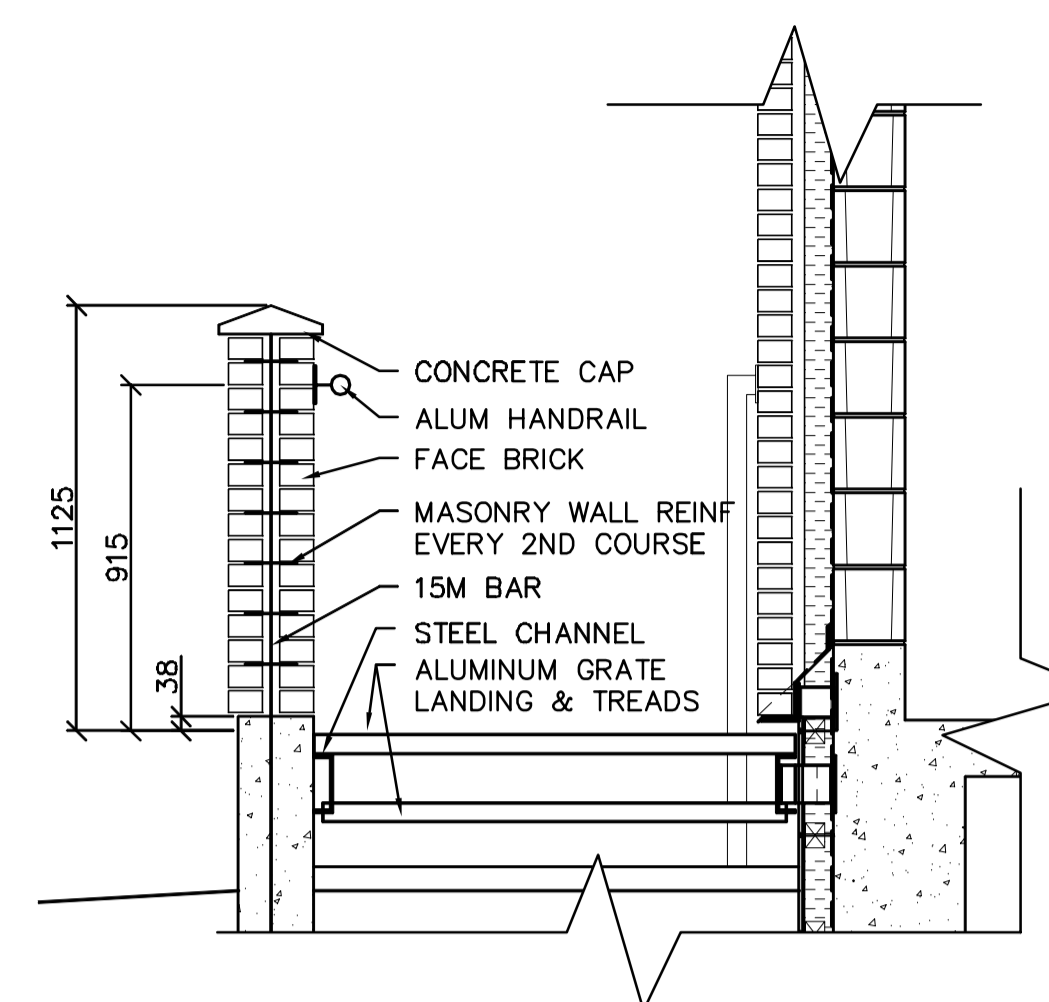 CONCRETE CAP
ALUM HANDRAIL
FACE BRICK
MASONRY WALL REINF
EVERY 2ND COURSE
15M BAR
STEEL CHANNEL
ALUMINUM GRATE
LANDING & TREADS
1125
915
38